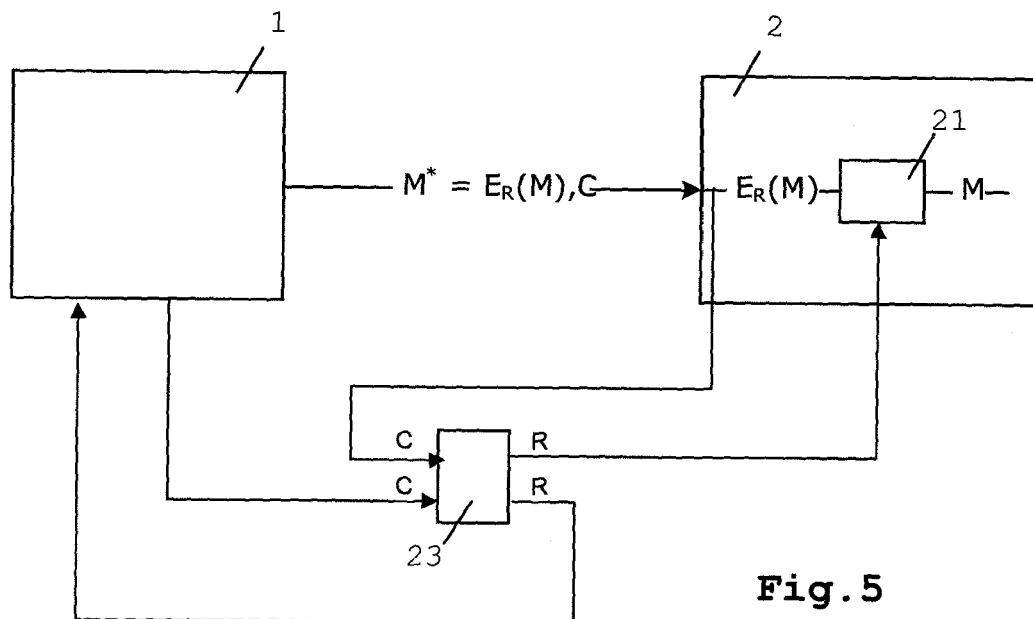 1
2
21
M* = E_R(M),C
E_R(M)
M
C
R
C
R
23
Fig.5